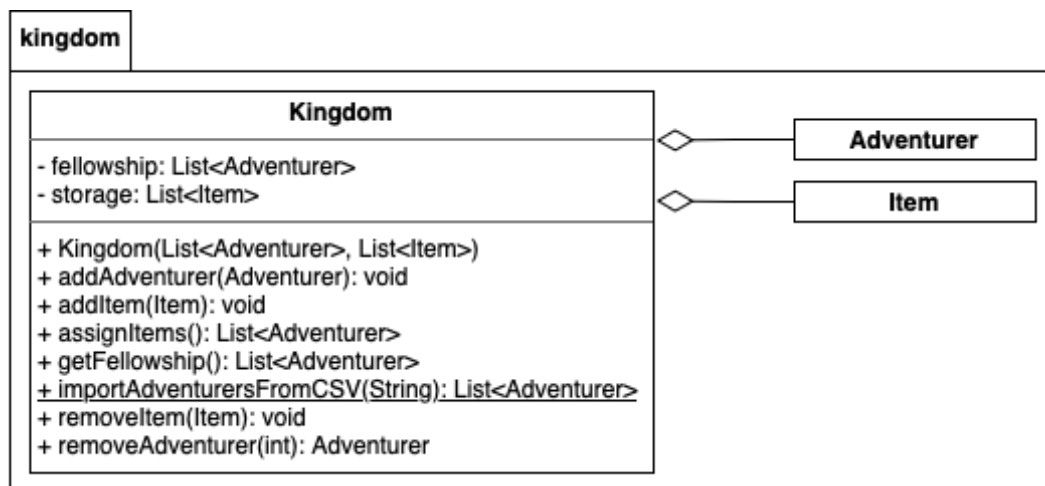 kingdom
Kingdom
- fellowship: List<Adventurer>
- storage: List<Item>
+ Kingdom(List<Adventurer>, List<Item>)
+ addAdventurer(Adventurer): void
+ addItem(Item): void
+ assignItems(): List<Adventurer>
+ getFellowship(): List<Adventurer>
+ importAdventurersFromCSV(String): List<Adventurer>
+ removeItem(Item): void
+ removeAdventurer(int): Adventurer
Adventurer
Item